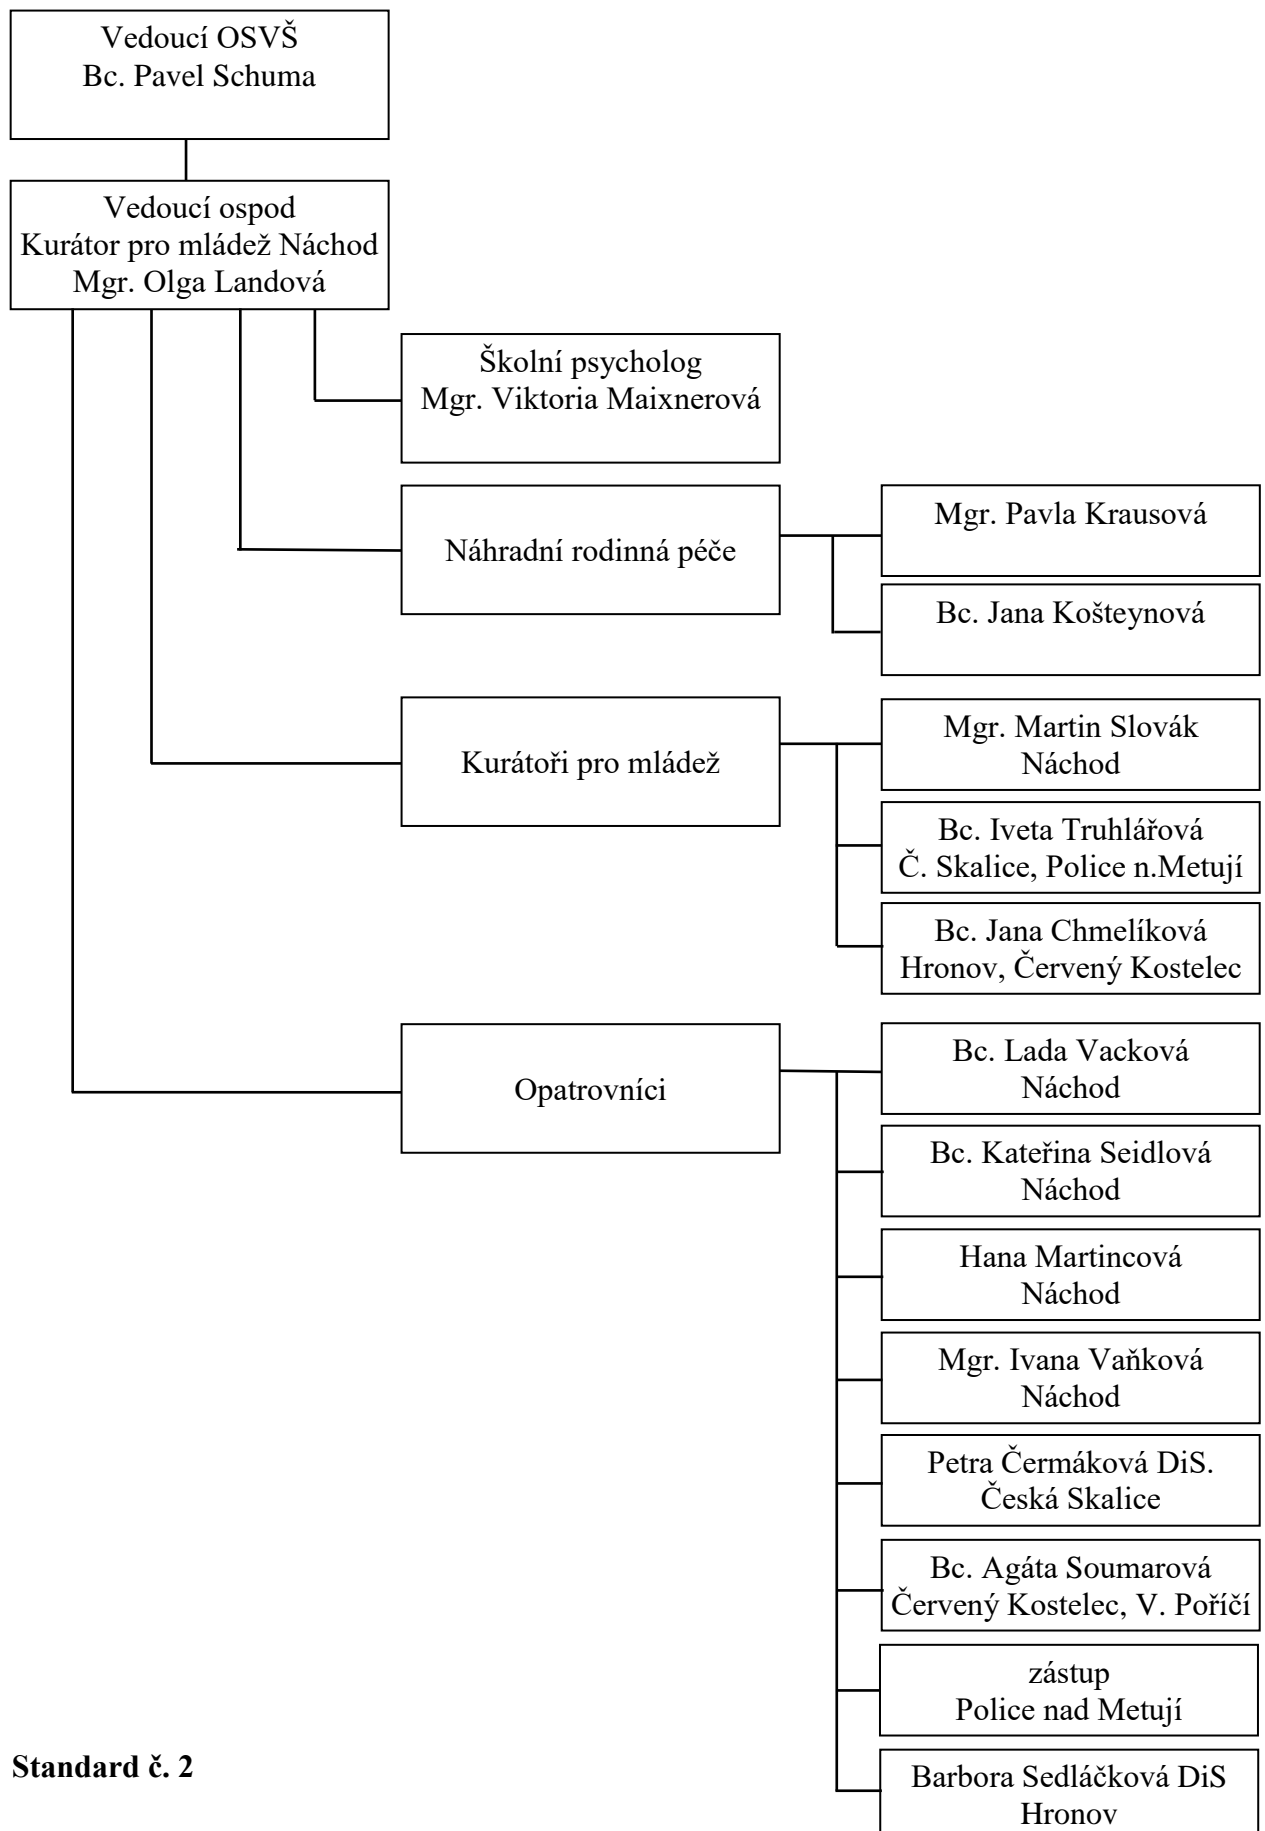 Vedoucí OSVŠ
Bc. Pavel Schuma
Vedoucí ospod
Kurátor pro mládež Náchod
Mgr. Olga Landová
Školní psycholog
Mgr. Viktoria Maixnerová
Náhradní rodinná péče
Mgr. Pavla Krausová
Bc. Jana Košteynová
Kurátoři pro mládež
Mgr. Martin Slovák
Náchod
Bc. Iveta Truhlářová
Č. Skalice, Police n.Metují
Bc. Jana Chmelíková
Hronov, Červený Kostelec
Opatrovníci
Bc. Lada Vacková
Náchod
Bc. Kateřina Seidlová
Náchod
Hana Martincová
Náchod
Mgr. Ivana Vaňková
Náchod
Petra Čermáková DiS.
Česká Skalice
Bc. Agáta Soumarová
Červený Kostelec, V. Poříčí
zástup
Police nad Metují
Barbora Sedláčková DiS
Hronov
Standard č. 2